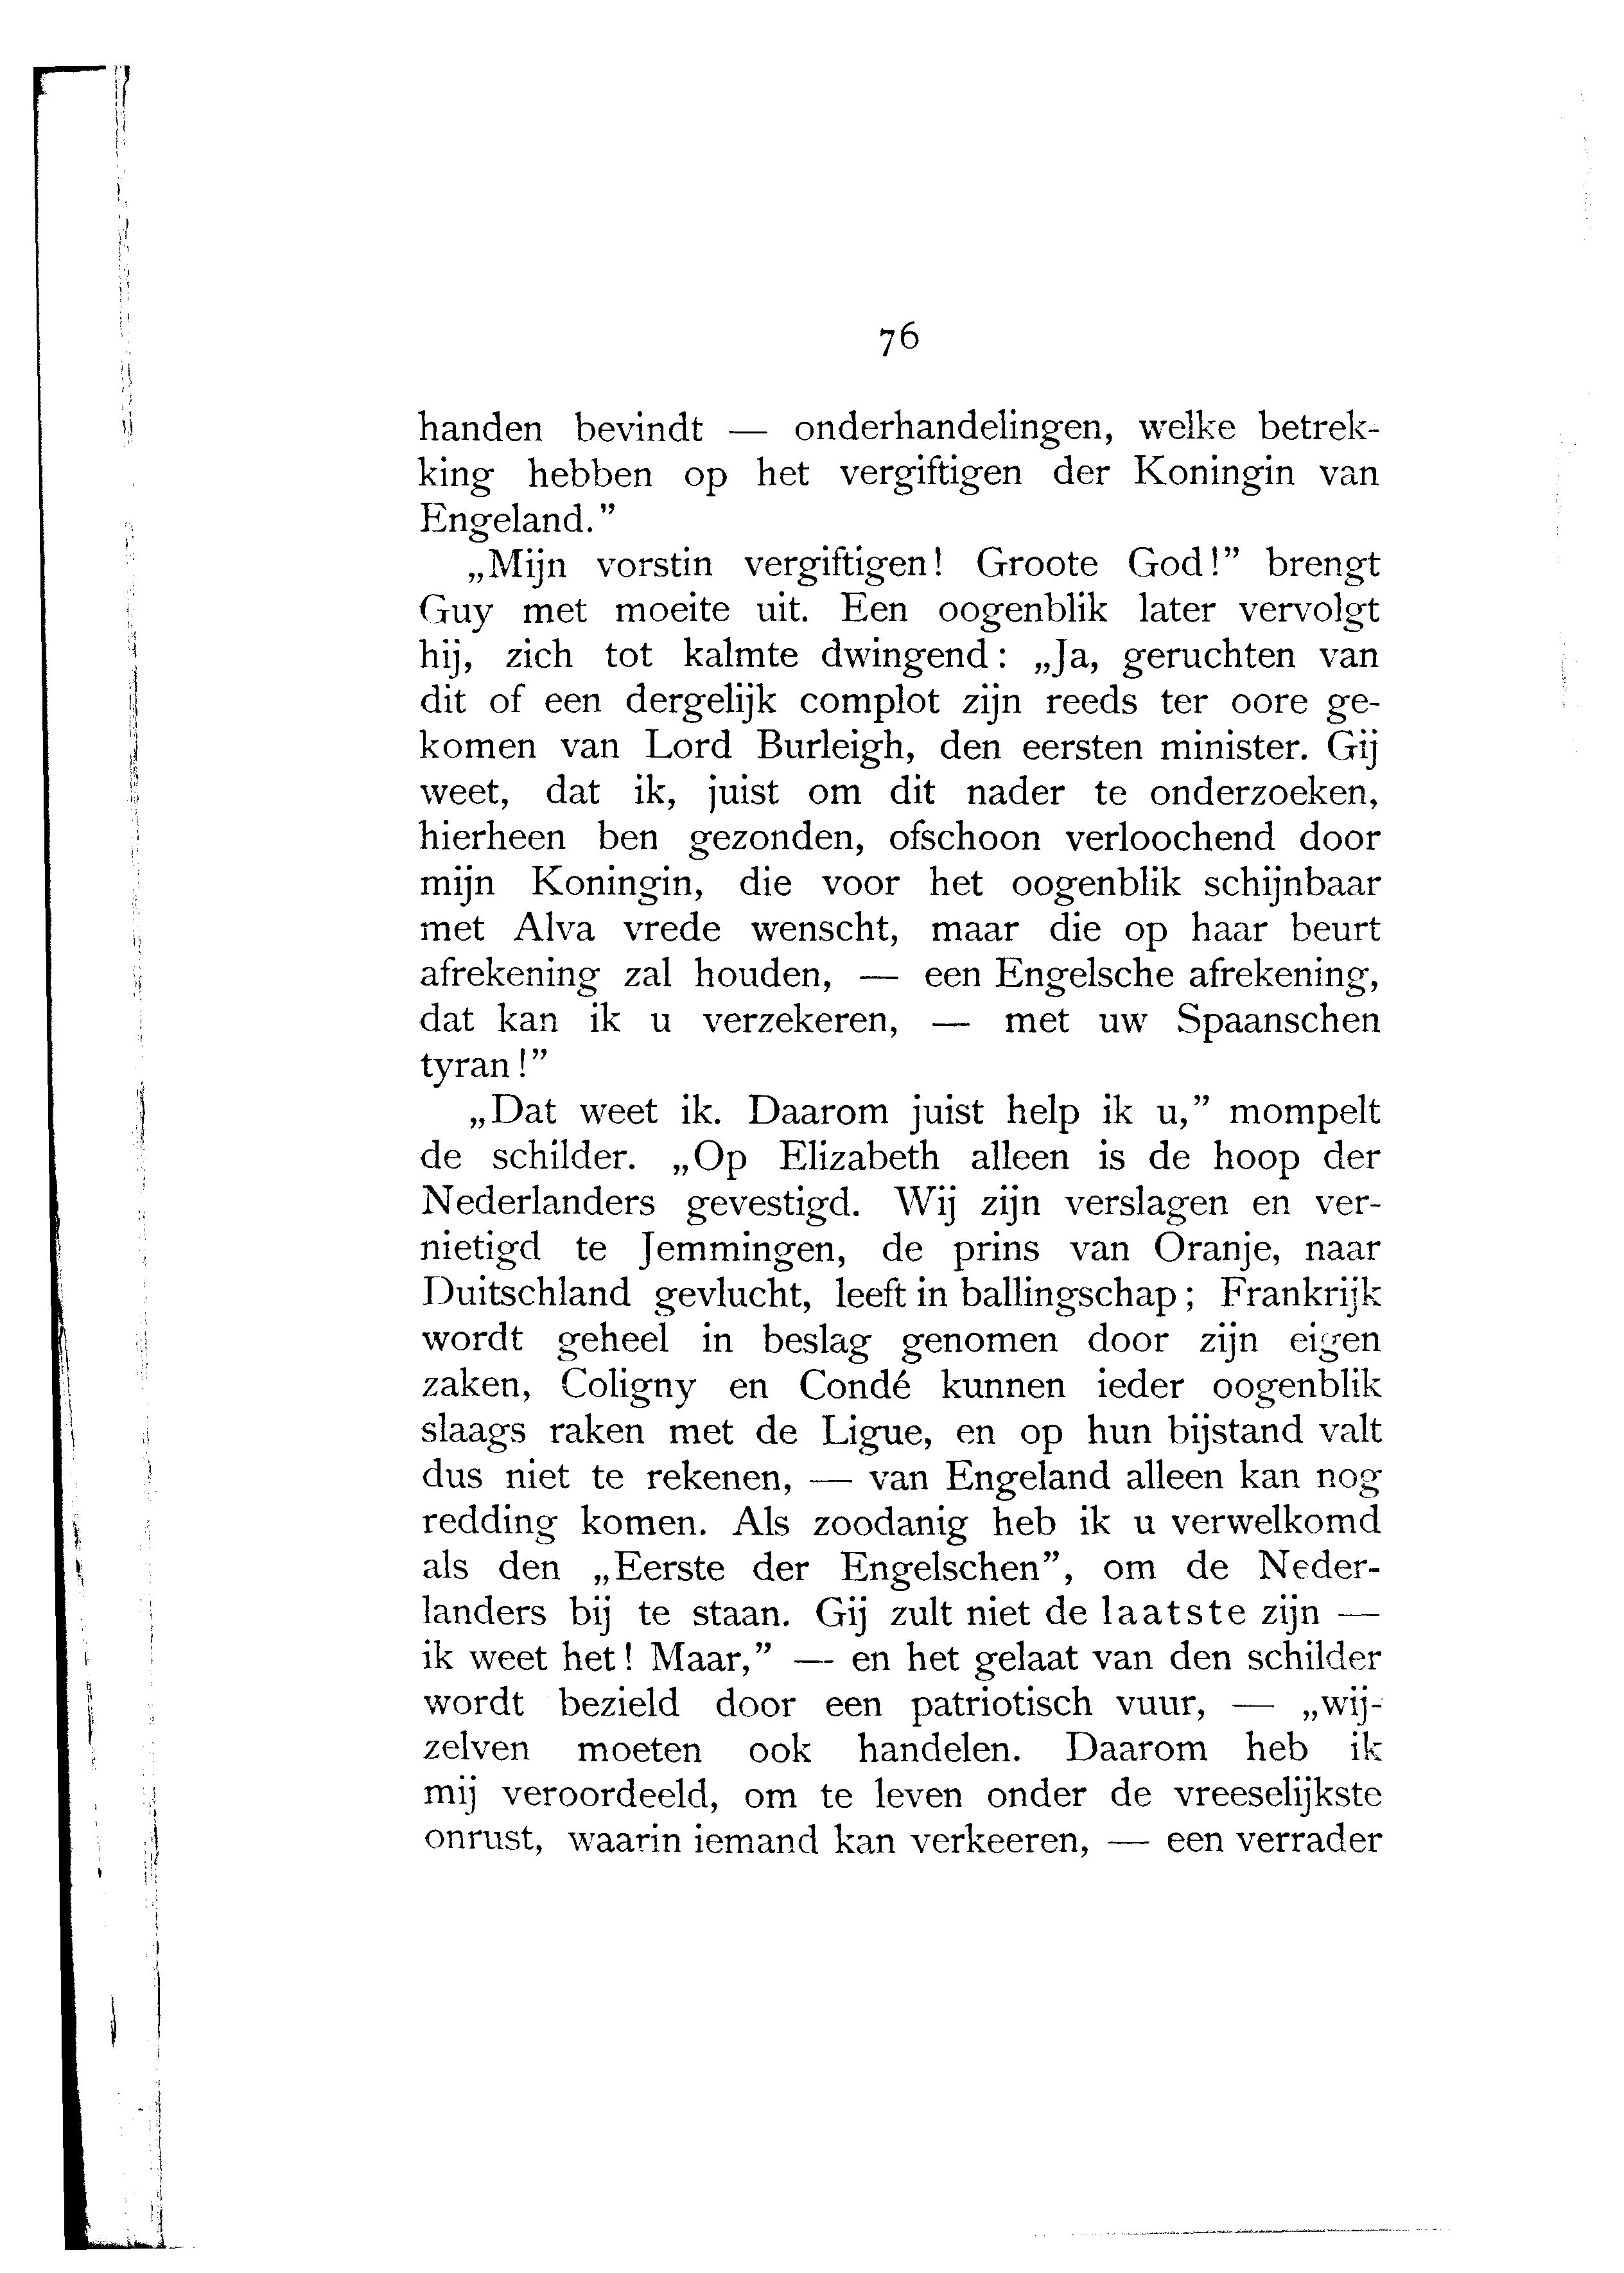 76
handen bevindt — onderhandelingen, welke betrek-
king hebben op het vergiftigen der Koningin van
Engeland.”
„Mijn vorstin vergiftigen! Groote God!” brengt
Guy met moeite uit. Een oogenblik later vervolgt
hij, zich tot kalmte dwingend: „Ja, geruchten van
dit of een dergelijk complot zijn reeds ter oore ge-
komen van Lord Burleigh, den eersten minister. Gij
weet, dat ik, juist om dit nader te onderzoeken,
hierheen ben gezonden, ofschoon verloochend door
mijn Koningin, die voor het oogenblik schijnbaar
met Alva vrede wenscht, maar die op haar beurt
afrekening zal houden, — een Engelsche afrekening,
dat kan ik u verzekeren, — met uw Spaanschen
tyran!”
„Dat weet ik. Daarom juist help ik u,” mompelt
de schilder. „Op Elizabeth alleen is de hoop der
Nederlanders gevestigd. Wij zijn verslagen en ver-
nietigd te Jemmingen, de prins van Oranje, naar
Duitschland gevlucht, leeft in ballingschap; Frankrijk
wordt geheel in beslag genomen door zijn eigen
zaken, Coligny en Condé kunnen ieder oogenblik
slaags raken met de Ligue, en op hun bijstand valt
dus niet te rekenen, — van Engeland alleen kan nog
redding komen. Als zoodanig heb ik u verwelkomd
als den „Eerste der Engelschen”, om de Neder-
landers bij te staan. Gij zult niet de laatste zijn —
ik weet het! Maar,” — en het gelaat van den schilder
wordt bezield door een patriotisch vuur, — „wij-
zelven moeten ook handelen. Daarom heb ik
mij veroordeeld, om te leven onder de vreeselijkste
onrust, waarin iemand kan verkeeren, — een verrader